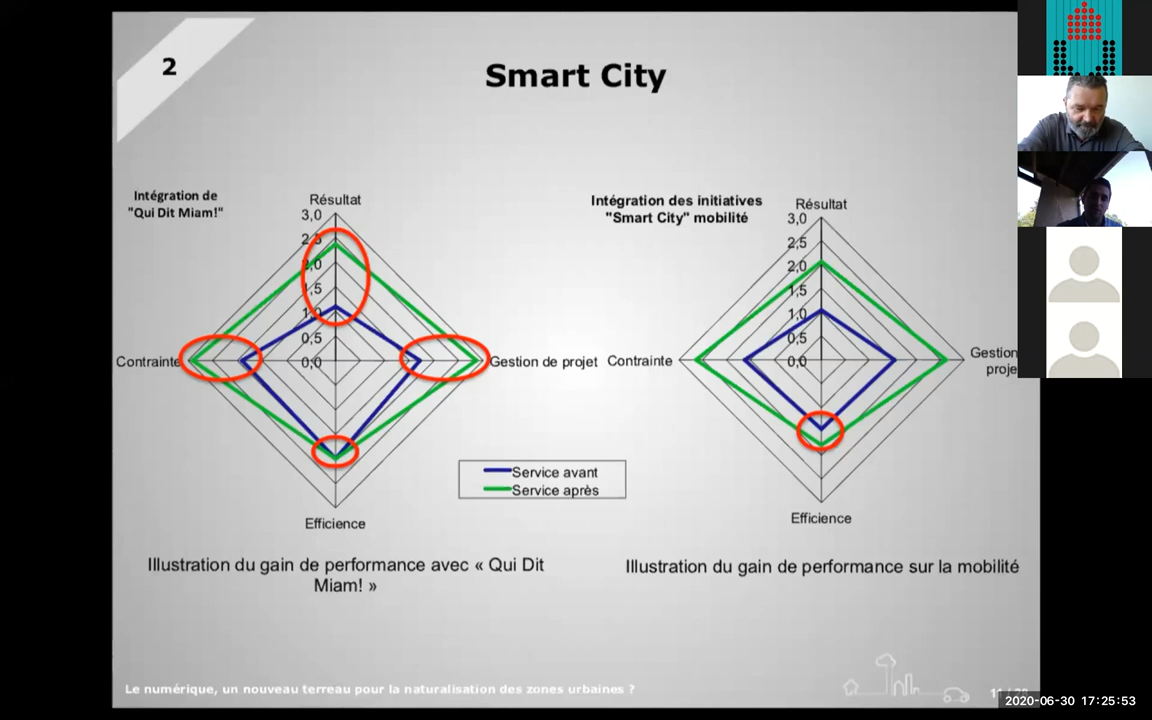 2
Smart City
Intégration de
"Qui Dit Miam!"
Résultat
3,0
2,5
2,0
1,5
1,0
0,5
0,0
Contrainte
Gestion de projet
Efficience
Intégration des initiatives
"Smart City" mobilité
Résultat
3,0
2,5
2,0
1,5
1,0
0,5
0,0
Contrainte
Gestion
proje
Efficience
Service avant
Service après
Illustration du gain de performance avec « Qui Dit
Miam! »
Illustration du gain de performance sur la mobilité
Le numérique, un nouveau terreau pour la naturalisation des zones urbaines ?
2020-06-30 17:25:53